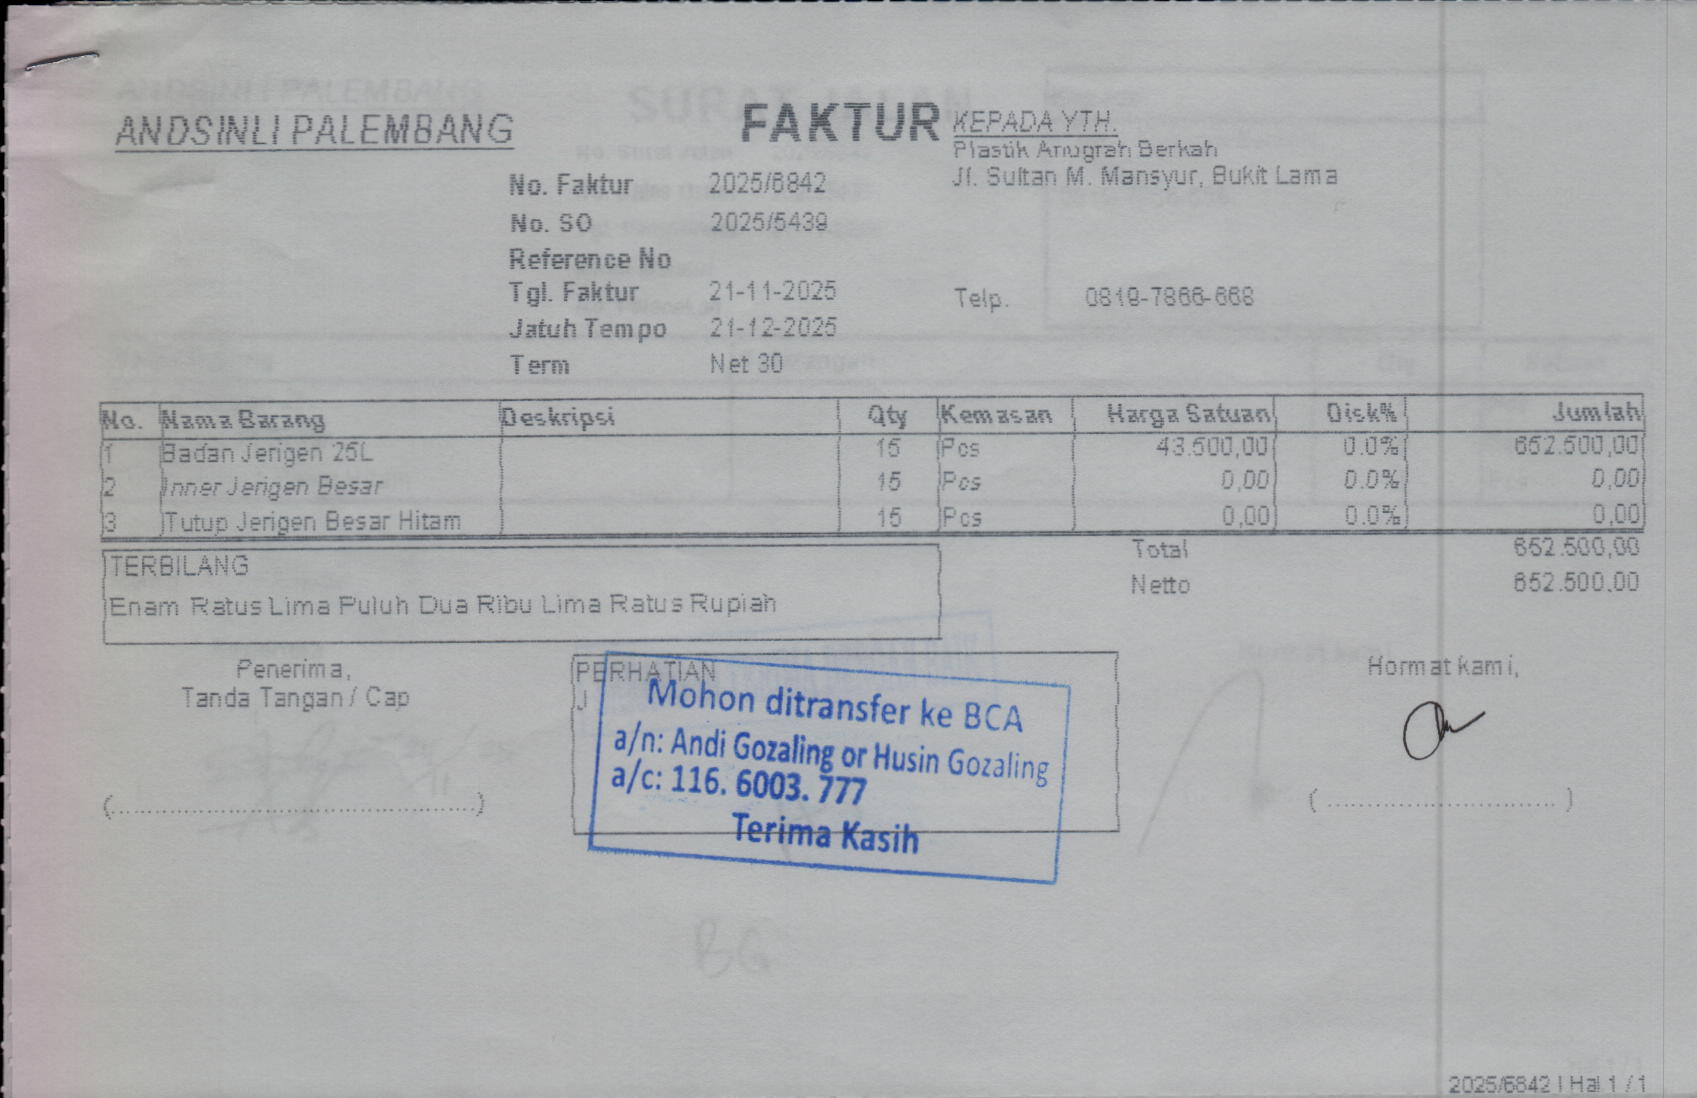 ANDSINLI PALEMBANG
FAKTUR
KEPADA YTH.
Plastik Anugrah Berkah
Jl. Sultan M. Mansyur, Bukit Lama
No. Faktur 2025/6842
No. SO 2025/5439
Reference No
Tgl. Faktur 21-11-2025
Telp. 0819-7866-668
Jatuh Tempo 21-12-2025
Term Net 30
No. Nama Barang Deskripsi Qty Kemasan Harga Satuan Disk% Jumlah
1 Badan Jerigen 25L 15 Pcs 43.500,00 0.0% 652.500,00
2 Inner Jerigen Besar 15 Pcs 0,00 0.0% 0,00
3 Tutup Jerigen Besar Hitam 15 Pcs 0,00 0.0% 0,00
Total 652.500,00
Netto 652.500,00
TERBILANG
Enam Ratus Lima Puluh Dua Ribu Lima Ratus Rupiah
Penerima,
Tanda Tangan / Cap
PERHATIAN
J
Mohon ditransfer ke BCA
a/n: Andi Gozaling or Husin Gozaling
a/c: 116. 6003. 777
Terima Kasih
Hormat kami,
(..............................................)
( ............................ )
BG
2025/6842 | Hal 1 / 1